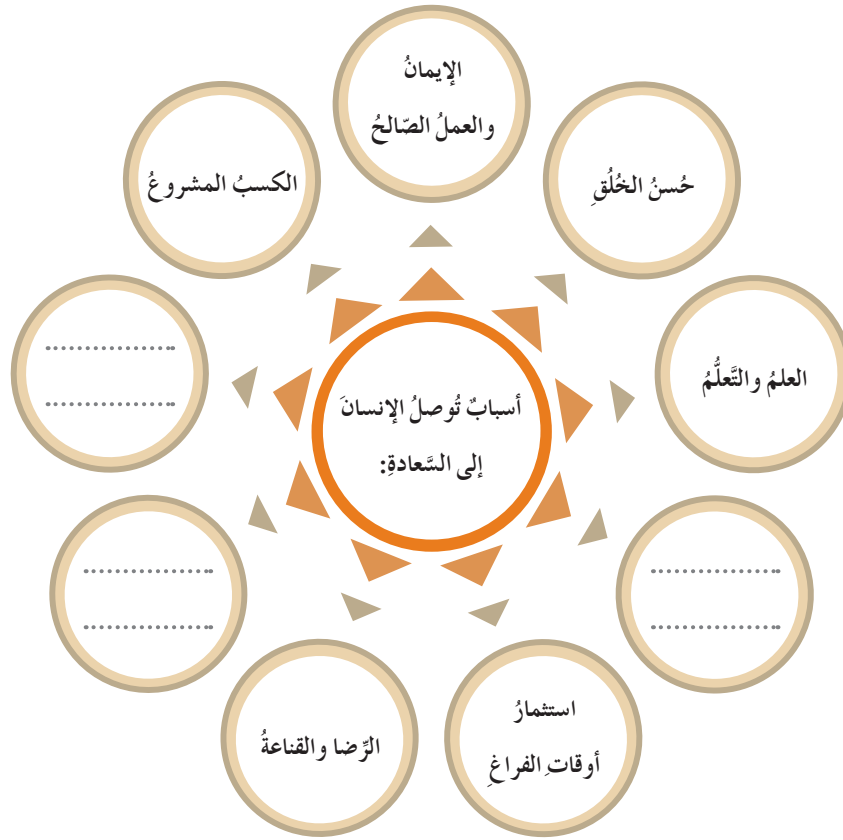 أسبابٌ تُوصلُ الإنسانَ
إلى السَّعادةِ:
الإيمانُ
والعملُ الصّالحُ
حُسنُ الخُلُقِ
العلمُ والتَّعلُّمُ
................
................
استثمارُ
أوقاتِ الفراغِ
الرِّضا والقناعةُ
................
................
................
................
الكسبُ المشروعُ